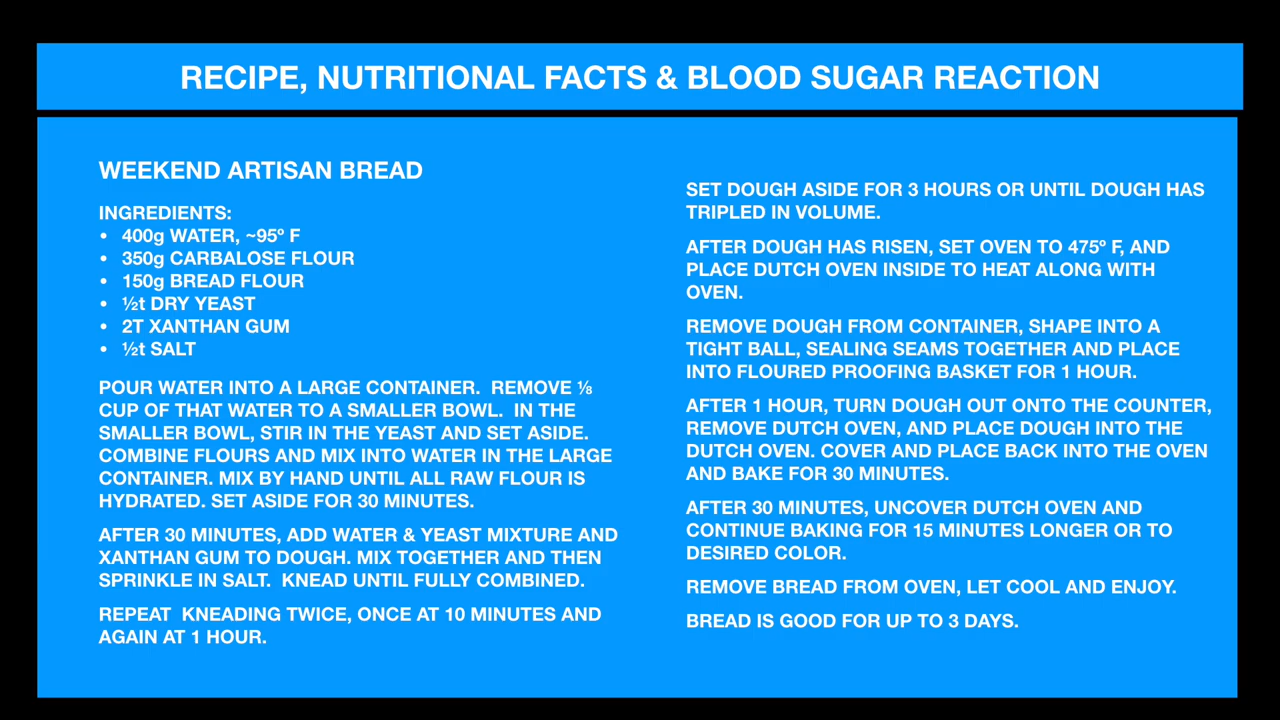 RECIPE, NUTRITIONAL FACTS & BLOOD SUGAR REACTION
WEEKEND ARTISAN BREAD
INGREDIENTS:
• 400g WATER, ~95º F
• 350g CARBALOSE FLOUR
• 150g BREAD FLOUR
• ½t DRY YEAST
• 2T XANTHAN GUM
• ½t SALT
POUR WATER INTO A LARGE CONTAINER.  REMOVE ⅛
CUP OF THAT WATER TO A SMALLER BOWL.  IN THE
SMALLER BOWL, STIR IN THE YEAST AND SET ASIDE.
COMBINE FLOURS AND MIX INTO WATER IN THE LARGE
CONTAINER. MIX BY HAND UNTIL ALL RAW FLOUR IS
HYDRATED. SET ASIDE FOR 30 MINUTES.
AFTER 30 MINUTES, ADD WATER & YEAST MIXTURE AND
XANTHAN GUM TO DOUGH. MIX TOGETHER AND THEN
SPRINKLE IN SALT.  KNEAD UNTIL FULLY COMBINED.
REPEAT  KNEADING TWICE, ONCE AT 10 MINUTES AND
AGAIN AT 1 HOUR.
SET DOUGH ASIDE FOR 3 HOURS OR UNTIL DOUGH HAS
TRIPLED IN VOLUME.
AFTER DOUGH HAS RISEN, SET OVEN TO 475º F, AND
PLACE DUTCH OVEN INSIDE TO HEAT ALONG WITH
OVEN.
REMOVE DOUGH FROM CONTAINER, SHAPE INTO A
TIGHT BALL, SEALING SEAMS TOGETHER AND PLACE
INTO FLOURED PROOFING BASKET FOR 1 HOUR.
AFTER 1 HOUR, TURN DOUGH OUT ONTO THE COUNTER,
REMOVE DUTCH OVEN, AND PLACE DOUGH INTO THE
DUTCH OVEN. COVER AND PLACE BACK INTO THE OVEN
AND BAKE FOR 30 MINUTES.
AFTER 30 MINUTES, UNCOVER DUTCH OVEN AND
CONTINUE BAKING FOR 15 MINUTES LONGER OR TO
DESIRED COLOR.
REMOVE BREAD FROM OVEN, LET COOL AND ENJOY.
BREAD IS GOOD FOR UP TO 3 DAYS.